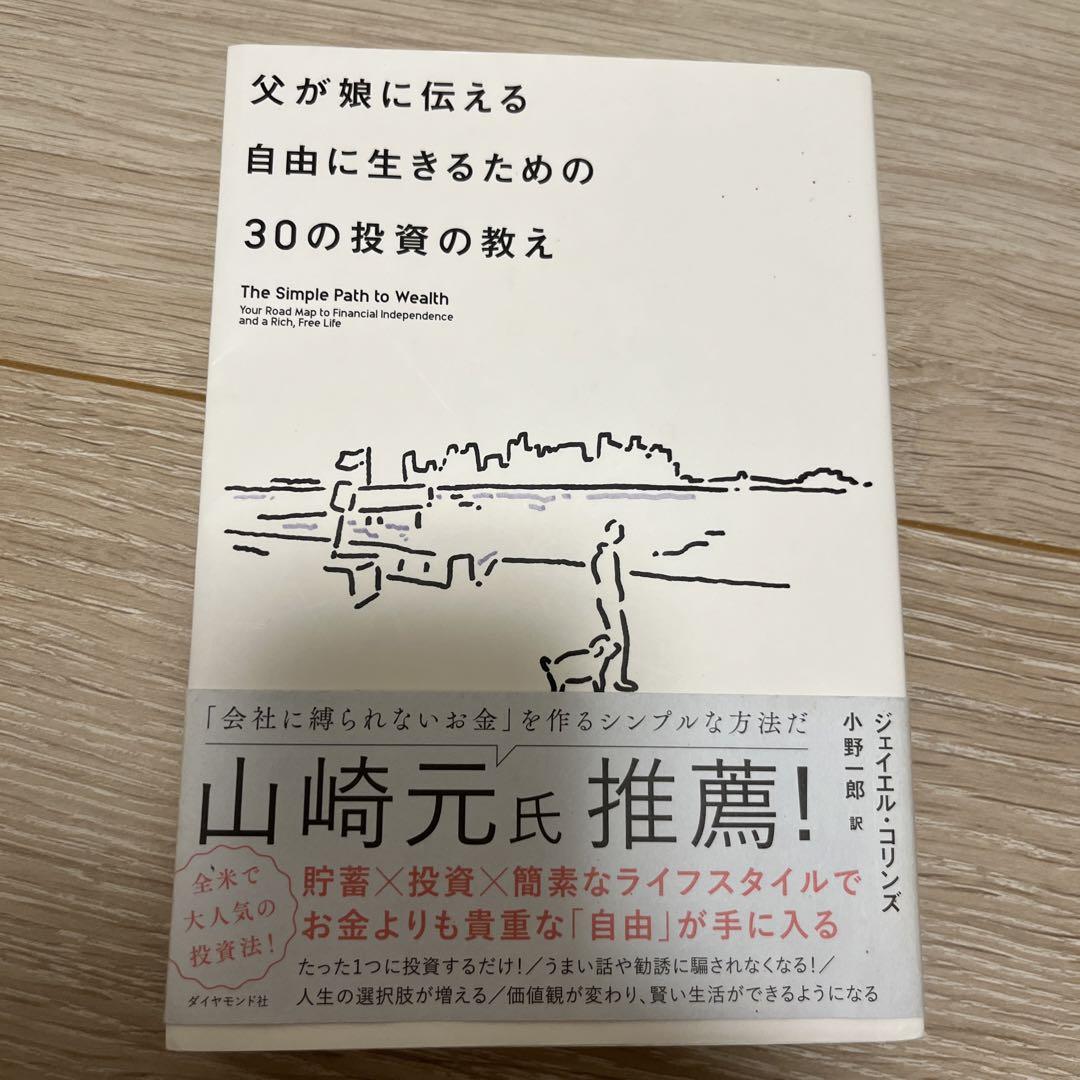 父が娘に伝える
自由に生きるための
30の投資の教え
The Simple Path to Wealth
Your Road Map to Financial Independence
and a Rich, Free Life
ジェイエル・コリンズ
小野一郎 訳
「会社に縛られないお金」を作るシンプルな方法だ
山崎元氏 推薦!
全米で
大人気の
投資法!
貯蓄×投資×簡素なライフスタイルで
お金よりも貴重な「自由」が手に入る
たった1つに投資するだけ!/うまい話や勧誘に騙されなくなる!/
人生の選択肢が増える/価値観が変わり、賢い生活ができるようになる
ダイヤモンド社